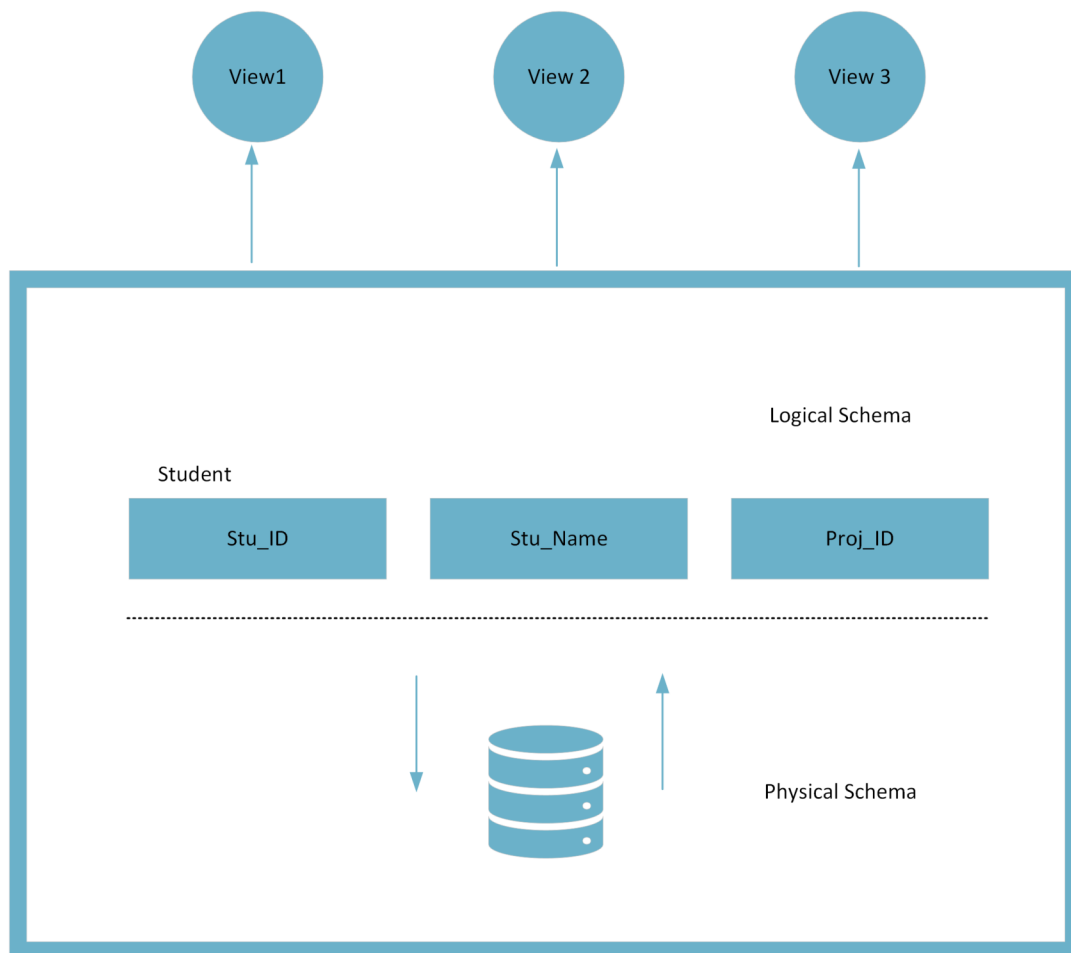 View1
View 2
View 3
Logical Schema
Student
Stu_ID
Stu_Name
Proj_ID
Physical Schema